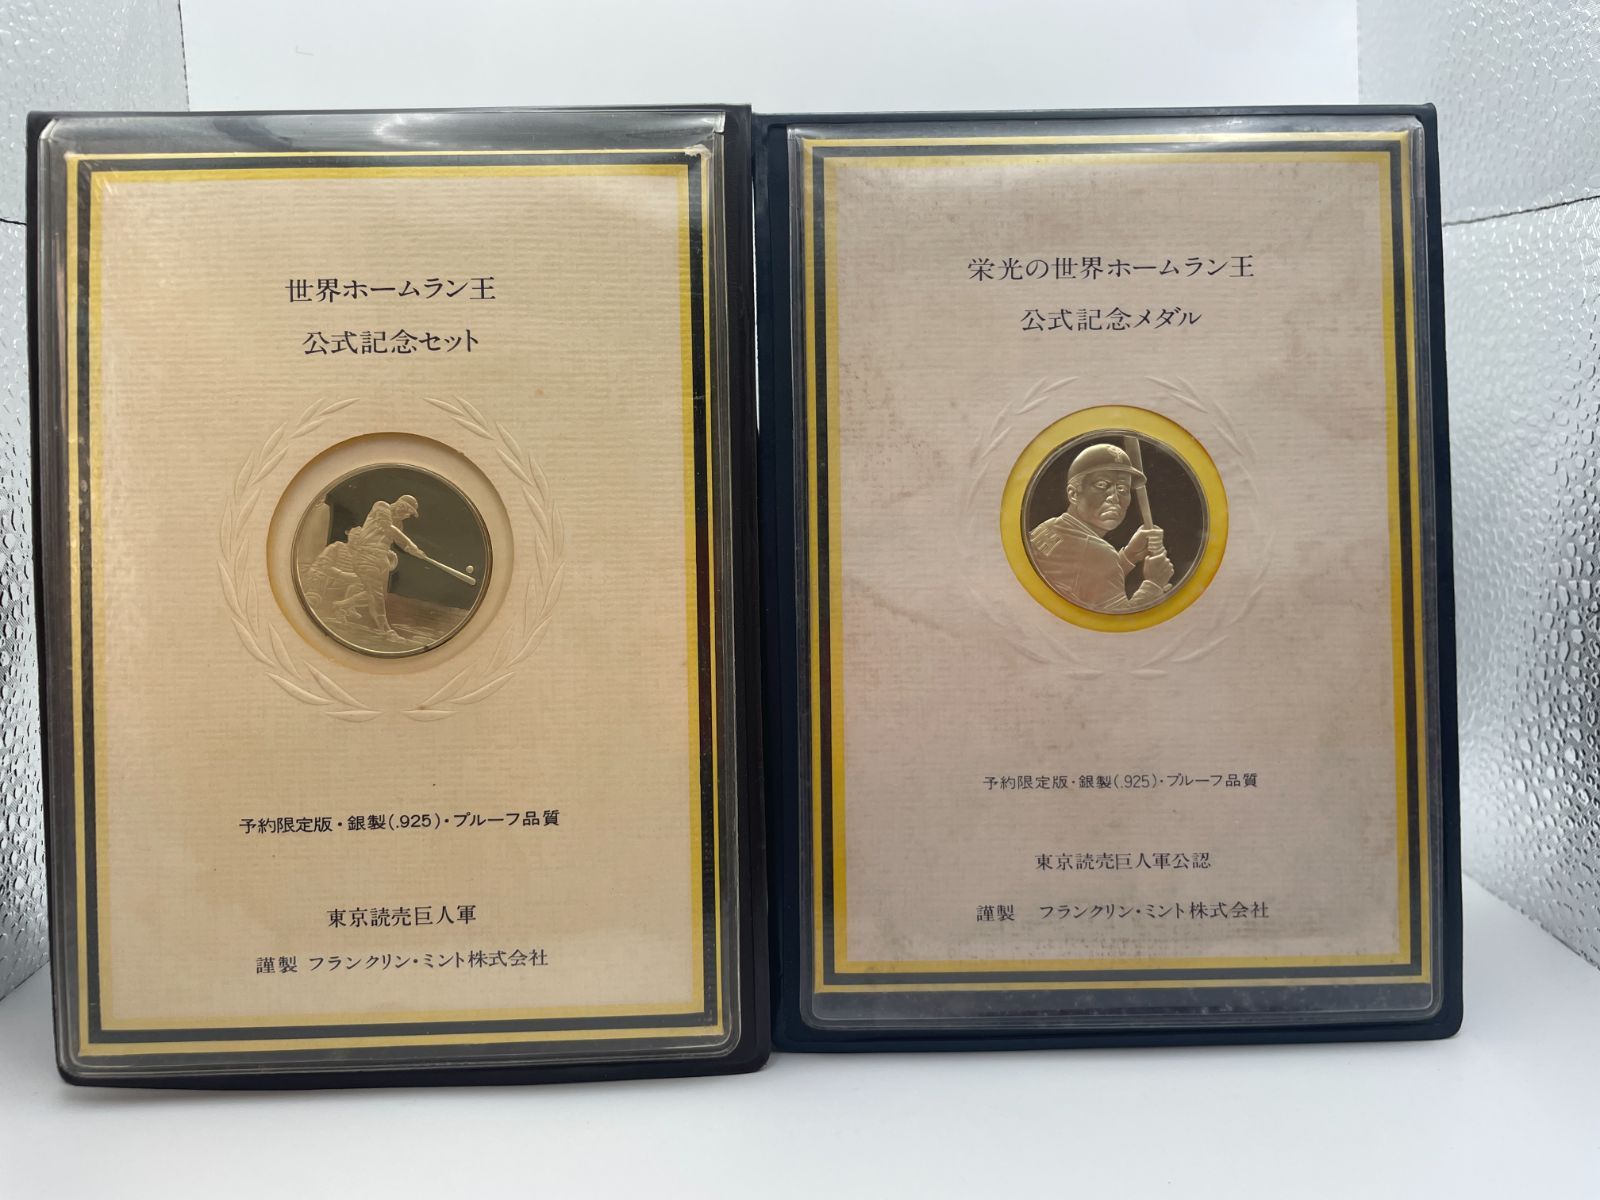 世界ホームラン王
公式記念セット
予約限定版・銀製(.925)・プルーフ品質
東京読売巨人軍
謹製 フランクリン・ミント株式会社
栄光の世界ホームラン王
公式記念メダル
予約限定版・銀製(.925)・プルーフ品質
東京読売巨人軍公認
謹製 フランクリン・ミント株式会社